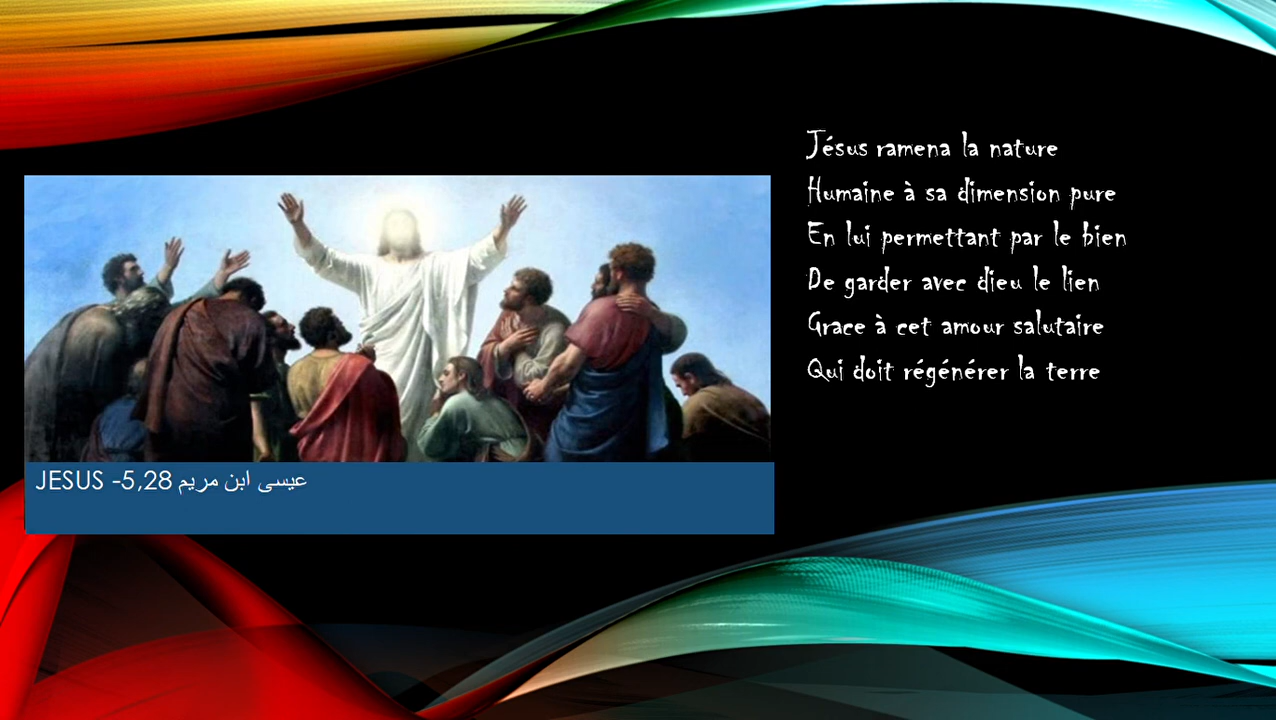 JESUS -5,28 عيسى ابن مريم
Jésus ramena la nature
Humaine à sa dimension pure
En lui permettant par le bien
De garder avec dieu le lien
Grace à cet amour salutaire
Qui doit régénérer la terre